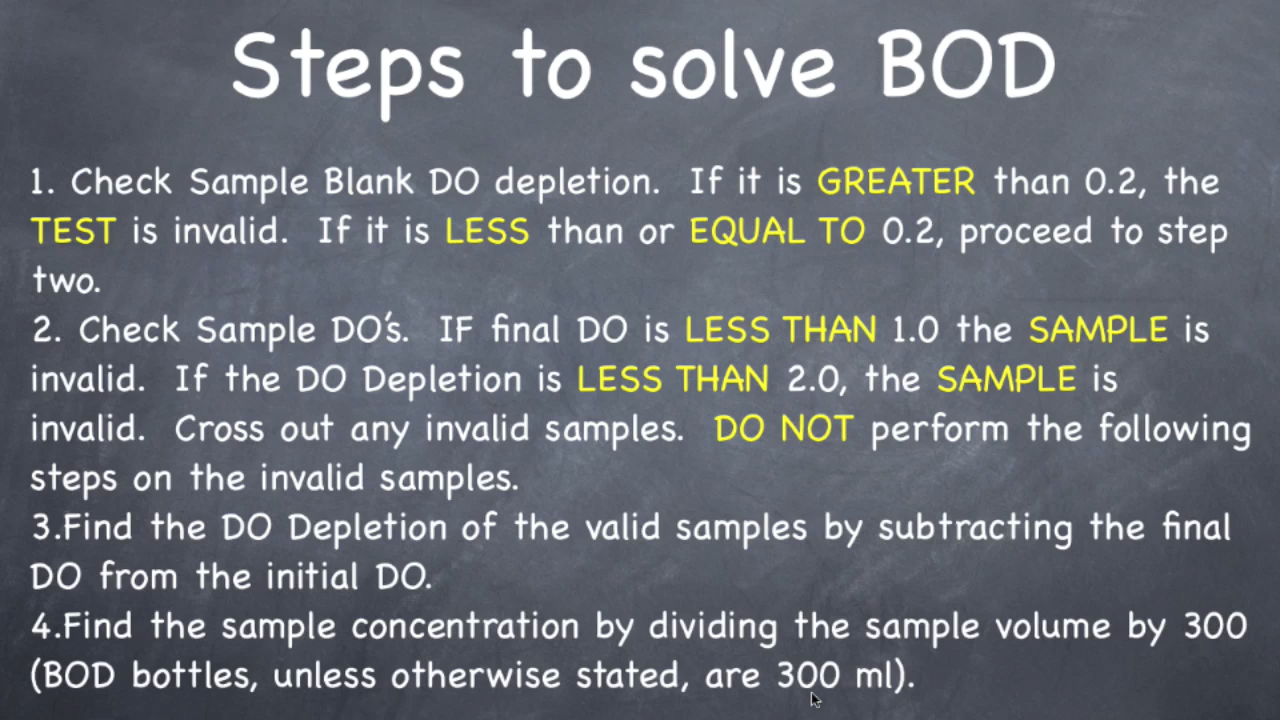 Steps to solve BOD
1. Check Sample Blank DO depletion. If it is GREATER than 0.2, the
TEST is invalid. If it is LESS than or EQUAL TO 0.2, proceed to step
two.
2. Check Sample DO's. IF final DO is LESS THAN 1.0 the SAMPLE is
invalid. If the DO Depletion is LESS THAN 2.0, the SAMPLE is
invalid. Cross out any invalid samples. DO NOT perform the following
steps on the invalid samples.
3.Find the DO Depletion of the valid samples by subtracting the final
DO from the initial DO.
4.Find the sample concentration by dividing the sample volume by 300
(BOD bottles, unless otherwise stated, are 300 ml).